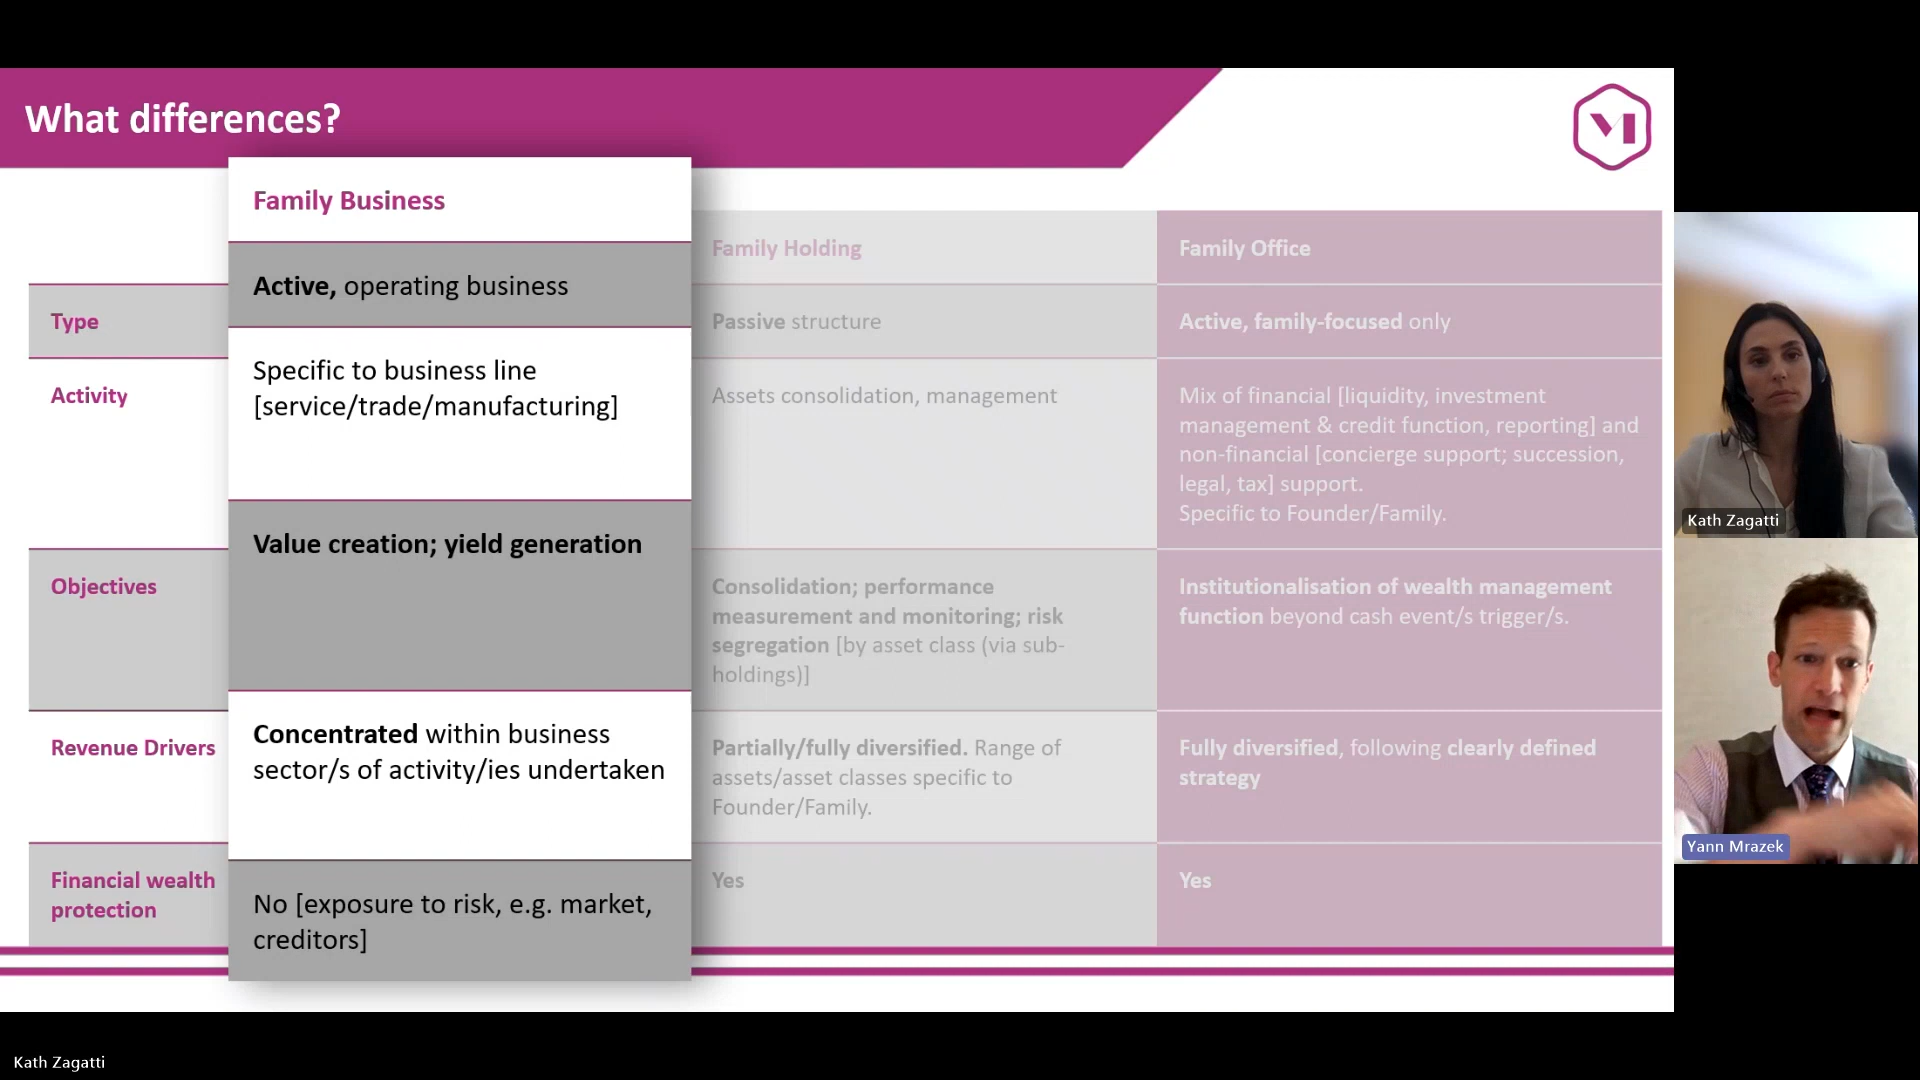 What differences?
Family Business
Family Holding
Family Office
Type
Active, operating business
Passive structure
Active, family-focused only
Activity
Specific to business line
[service/trade/manufacturing]
Assets consolidation, management
Mix of financial [liquidity, investment
management & credit function, reporting] and
non-financial [concierge support; succession,
legal, tax] support.
Specific to Founder/Family.
Objectives
Value creation; yield generation
Consolidation; performance
measurement and monitoring; risk
segregation [by asset class (via sub-
holdings)]
Institutionalisation of wealth management
function beyond cash event/s trigger/s.
Revenue Drivers
Concentrated within business
sector/s of activity/ies undertaken
Partially/fully diversified. Range of
assets/asset classes specific to
Founder/Family.
Fully diversified, following clearly defined
strategy
Financial wealth
protection
No [exposure to risk, e.g. market,
creditors]
Yes
Yes
Kath Zagatti
Yann Mrazek
Kath Zagatti